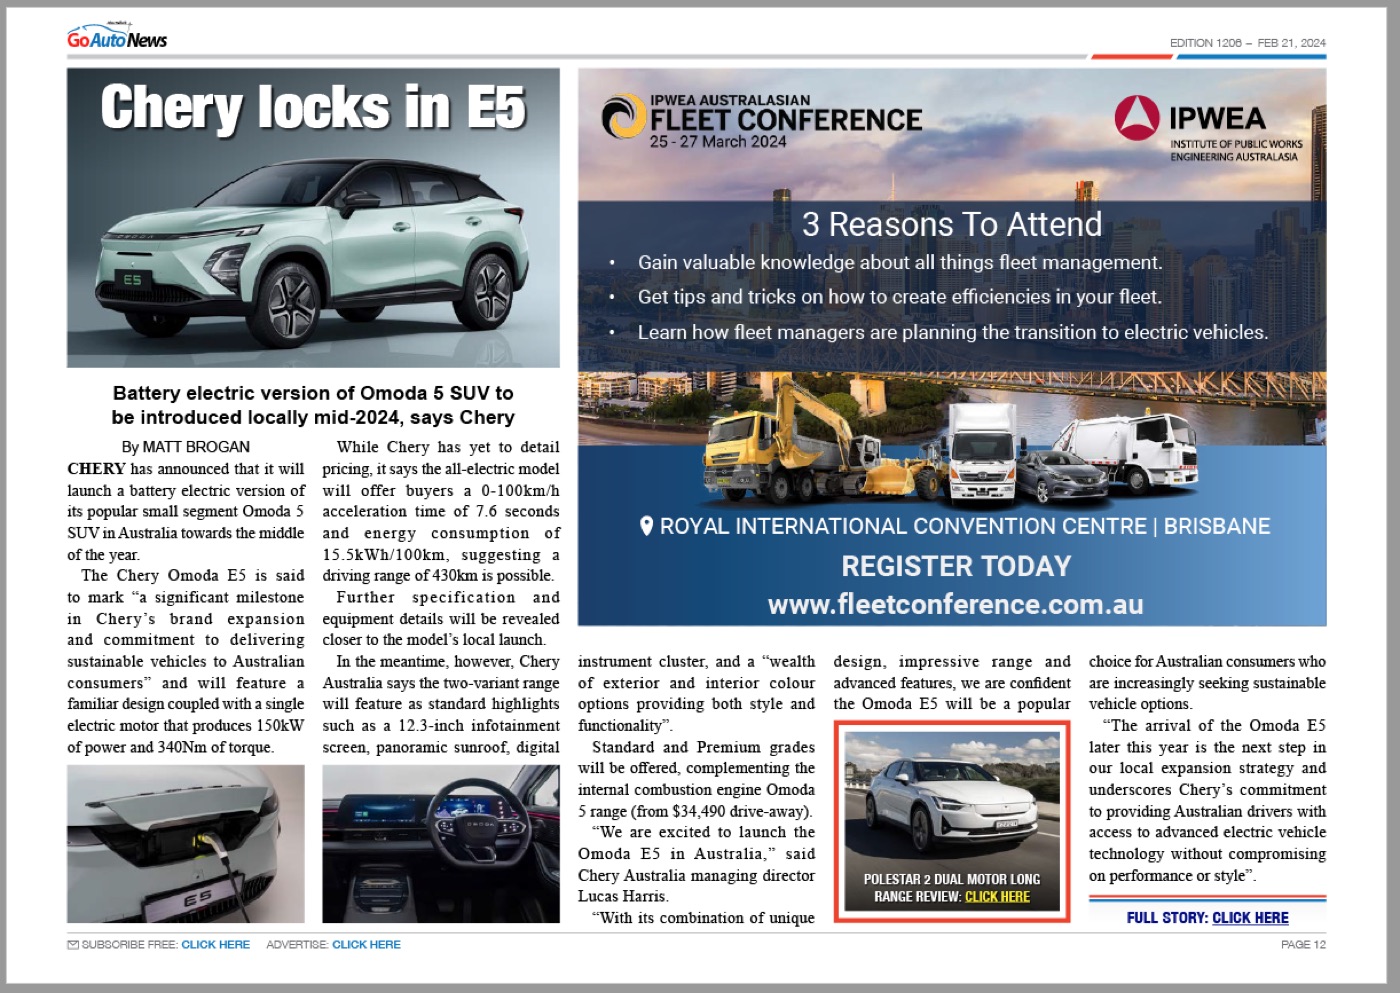 GoAutoNews
EDITION 1206 – FEB 21, 2024
Chery locks in E5
E5
Battery electric version of Omoda 5 SUV to
be introduced locally mid-2024, says Chery
By MATT BROGAN
CHERY has announced that it will
launch a battery electric version of
its popular small segment Omoda 5
SUV in Australia towards the middle
of the year.
The Chery Omoda E5 is said
to mark “a significant milestone
in Chery’s brand expansion
and commitment to delivering
sustainable vehicles to Australian
consumers” and will feature a
familiar design coupled with a single
electric motor that produces 150kW
of power and 340Nm of torque.
While Chery has yet to detail
pricing, it says the all-electric model
will offer buyers a 0-100km/h
acceleration time of 7.6 seconds
and energy consumption of
15.5kWh/100km, suggesting a
driving range of 430km is possible.
Further specification and
equipment details will be revealed
closer to the model’s local launch.
In the meantime, however, Chery
Australia says the two-variant range
will feature as standard highlights
such as a 12.3-inch infotainment
screen, panoramic sunroof, digital
E5
OMODA
IPWEA AUSTRALASIAN
FLEET CONFERENCE
25 - 27 March 2024
IPWEA
INSTITUTE OF PUBLIC WORKS
ENGINEERING AUSTRALASIA
3 Reasons To Attend
• Gain valuable knowledge about all things fleet management.
• Get tips and tricks on how to create efficiencies in your fleet.
• Learn how fleet managers are planning the transition to electric vehicles.
ROYAL INTERNATIONAL CONVENTION CENTRE | BRISBANE
REGISTER TODAY
www.fleetconference.com.au
instrument cluster, and a “wealth
of exterior and interior colour
options providing both style and
functionality”.
Standard and Premium grades
will be offered, complementing the
internal combustion engine Omoda
5 range (from $34,490 drive-away).
“We are excited to launch the
Omoda E5 in Australia,” said
Chery Australia managing director
Lucas Harris.
“With its combination of unique
design, impressive range and
advanced features, we are confident
the Omoda E5 will be a popular
POLESTAR 2 DUAL MOTOR LONG
RANGE REVIEW: CLICK HERE
choice for Australian consumers who
are increasingly seeking sustainable
vehicle options.
“The arrival of the Omoda E5
later this year is the next step in
our local expansion strategy and
underscores Chery’s commitment
to providing Australian drivers with
access to advanced electric vehicle
technology without compromising
on performance or style”.
FULL STORY: CLICK HERE
SUBSCRIBE FREE: CLICK HERE ADVERTISE: CLICK HERE
PAGE 12